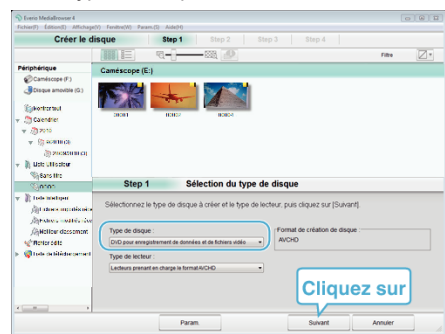 Everio MediaBrowser 4
Fichier(F) Edition(E) Affichage(V) Fenêtre(W) Param.(S) Aide(H)
Créer le disque Step 1 Step 2 Step 3 Step 4
Filtre
Périphérique
Caméscope (F:)
Disque amovible (G:)
Caméscope (E:)
Calendrier
Liste utilisateur
Sans titre
Step 1 Sélection du type de disque
Sélectionnez le type de disque à créer et le type de lecteur, puis cliquez sur [Suivant].
Type de disque :
DVD pour enregistrement de données et de fichiers vidéo
Format de création de disque :
AVCHD
Type de lecteur :
Lecteurs prenant en charge le format AVCHD
Cliquez sur
Param. Suivant Annuler